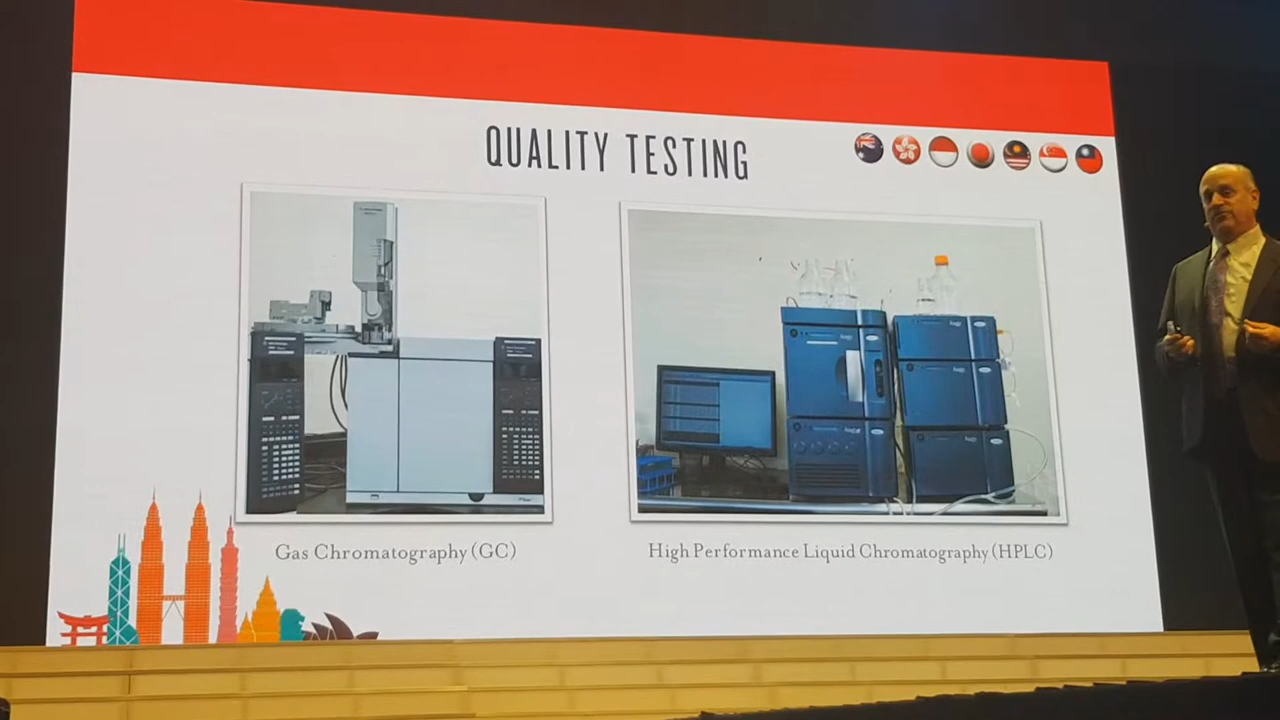 QUALITY TESTING
Gas Chromatography (GC)
High Performance Liquid Chromatography (HPLC)